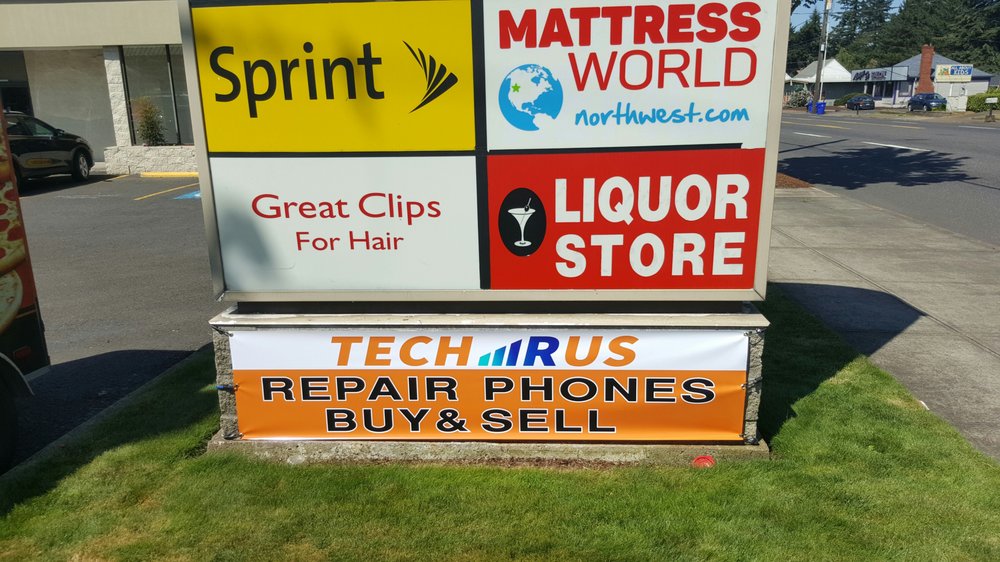 Sprint
MATTRESS
WORLD
northwest.com
Great Clips
For Hair
LIQUOR
STORE
TECH R US
REPAIR PHONES
BUY & SELL